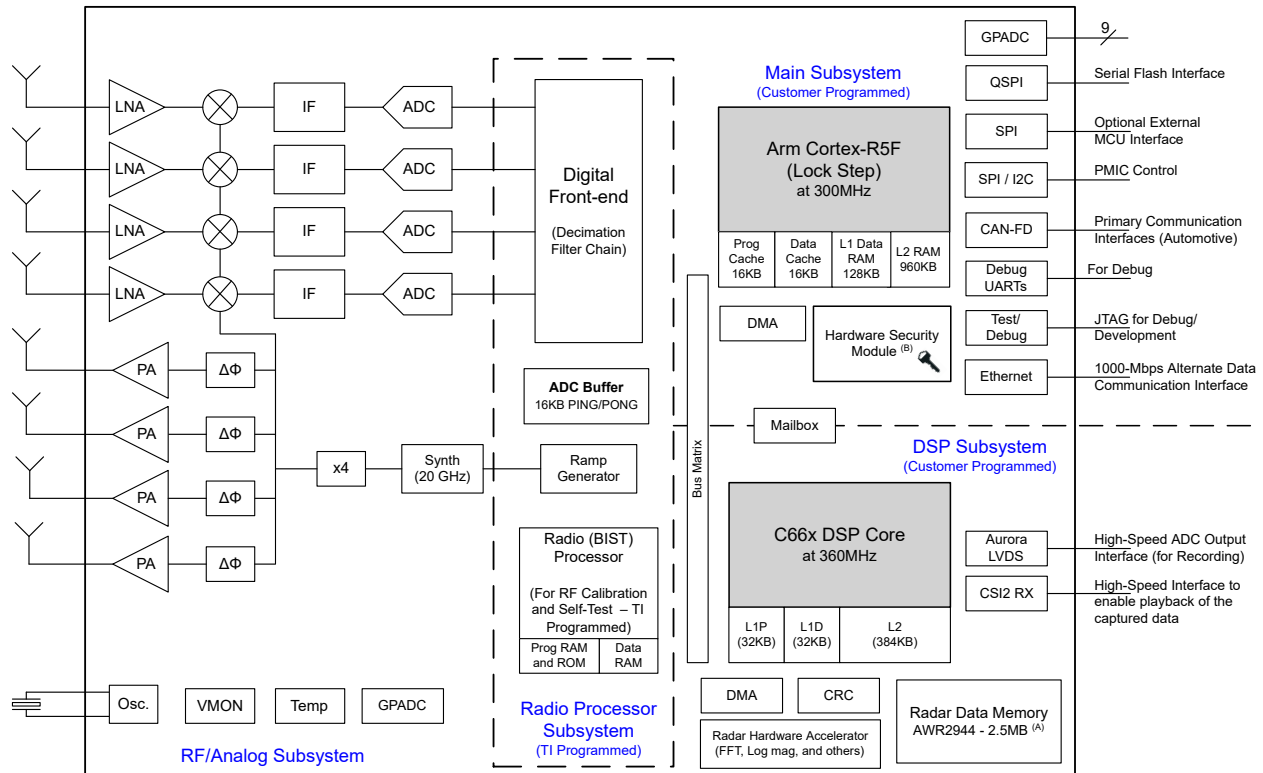 GPADC
9
Main Subsystem
(Customer Programmed)
QSPI
Serial Flash Interface
LNA
IF
ADC
Digital
Front-end
(Decimation
Filter Chain)
Arm Cortex-R5F
(Lock Step)
at 300MHz
SPI
Optional External
MCU Interface
LNA
IF
ADC
SPI / I2C
PMIC Control
LNA
IF
ADC
Prog
Cache
16KB
Data
Cache
16KB
L1 Data
RAM
128KB
L2 RAM
960KB
CAN-FD
Primary Communication
Interfaces (Automotive)
LNA
IF
ADC
Debug
UARTs
For Debug
DMA
Hardware Security
Module (B)
Test/
Debug
JTAG for Debug/
Development
PA
ΔΦ
ADC Buffer
16KB PING/PONG
Ethernet
1000-Mbps Alternate Data
Communication Interface
PA
ΔΦ
Mailbox
Bus Matrix
DSP Subsystem
(Customer Programmed)
x4
Synth
(20 GHz)
Ramp
Generator
PA
ΔΦ
C66x DSP Core
at 360MHz
PA
ΔΦ
Radio (BIST)
Processor
(For RF Calibration
and Self-Test – TI
Programmed)
Prog RAM
and ROM
Data
RAM
Aurora
LVDS
High-Speed ADC Output
Interface (for Recording)
CSI2 RX
High-Speed Interface to
enable playback of the
captured data
L1P
(32KB)
L1D
(32KB)
L2
(384KB)
Osc.
VMON
Temp
GPADC
DMA
CRC
Radar Data Memory
AWR2944 - 2.5MB (A)
Radio Processor
Subsystem
(TI Programmed)
Radar Hardware Accelerator
(FFT, Log mag, and others)
RF/Analog Subsystem